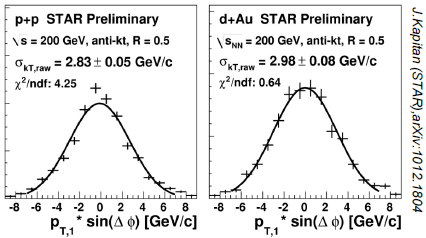 p+p STAR Preliminary
\s = 200 GeV, anti-kt, R = 0.5
σkT,raw = 2.83 ± 0.05 GeV/c
χ²/ndf: 4.25
-8 -6 -4 -2 0 2 4 6 8
pT,1* sin(Δ φ) [GeV/c]
d+Au STAR Preliminary
\sNN = 200 GeV, anti-kt, R = 0.5
σkT,raw = 2.98 ± 0.08 GeV/c
χ²/ndf: 0.64
-8 -6 -4 -2 0 2 4 6 8
pT,1* sin(Δ φ) [GeV/c]
J.Kapitan (STAR),arXiv:1012.1804